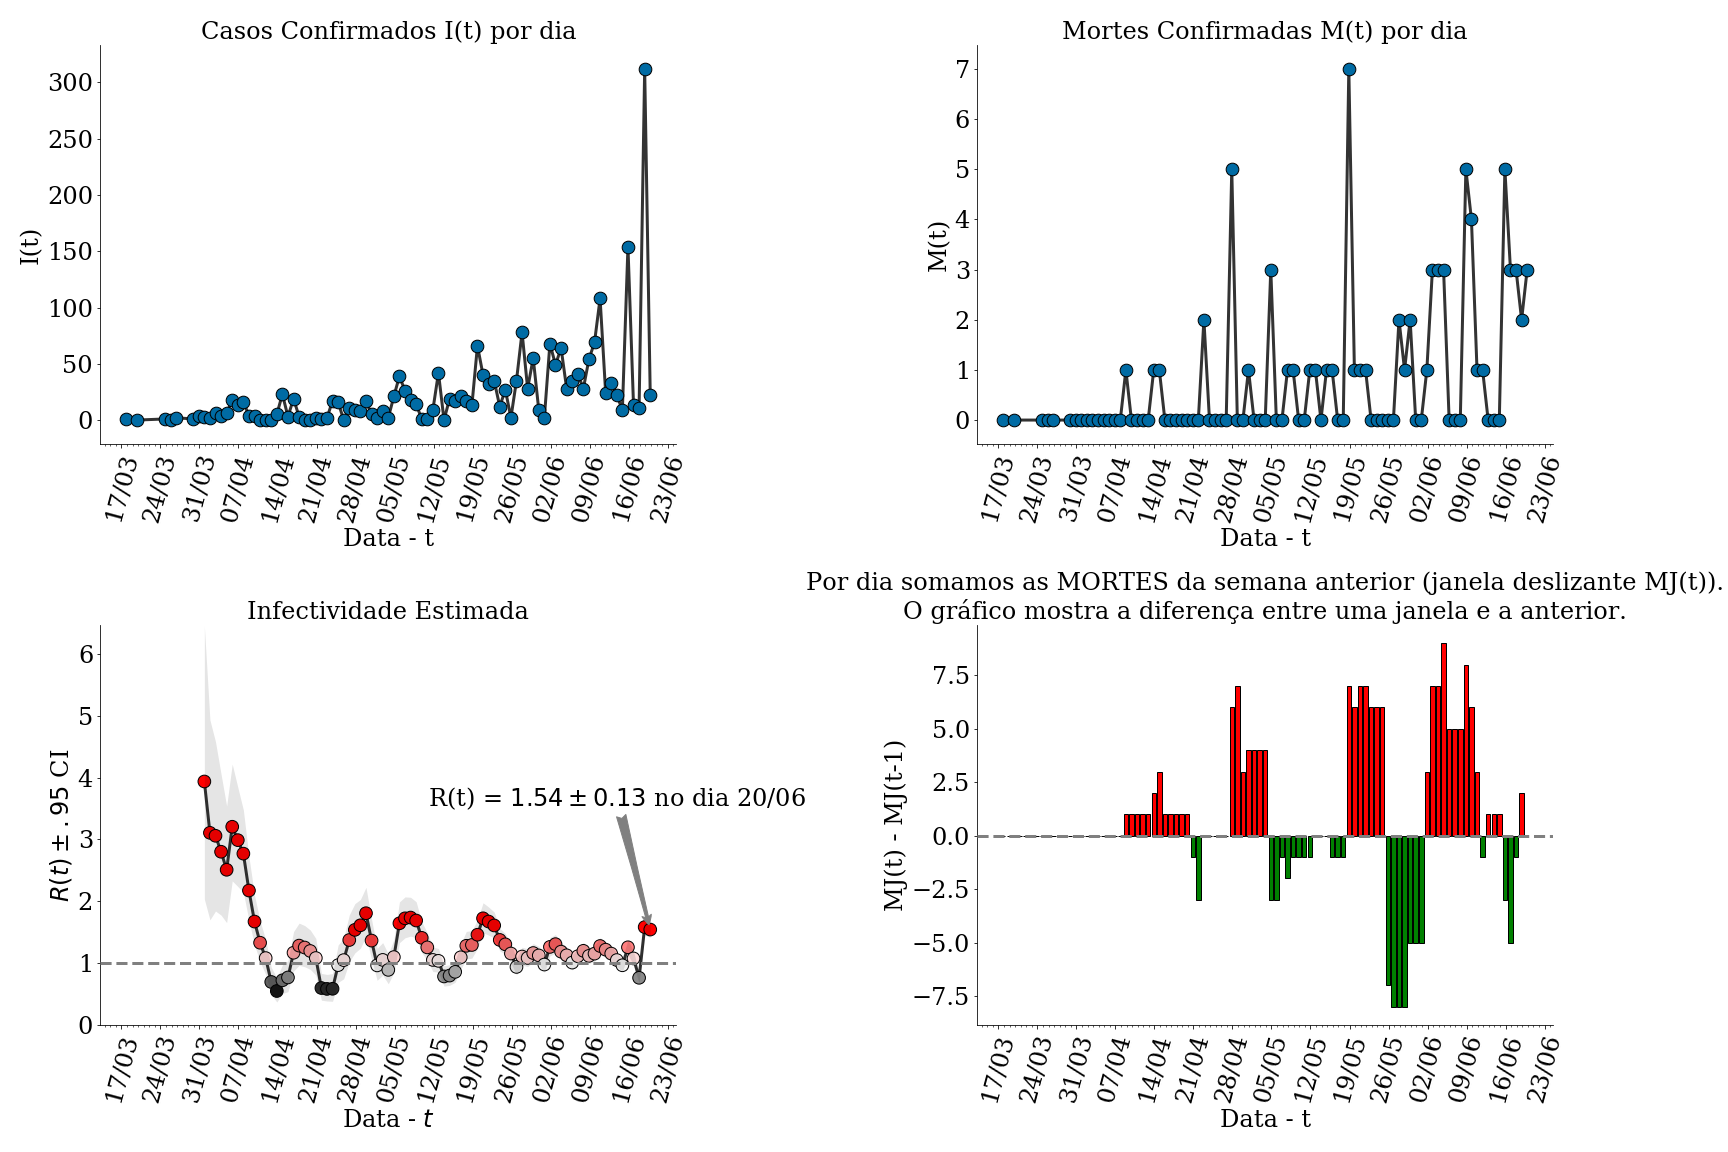 Casos Confirmados I(t) por dia
I(t)
300
250
200
150
100
50
0
17/03 24/03 31/03 07/04 14/04 21/04 28/04 05/05 12/05 19/05 26/05 02/06 09/06 16/06 23/06
Data - t
Mortes Confirmadas M(t) por dia
M(t)
7
6
5
4
3
2
1
0
17/03 24/03 31/03 07/04 14/04 21/04 28/04 05/05 12/05 19/05 26/05 02/06 09/06 16/06 23/06
Data - t
Infectividade Estimada
R(t) ± .95 CI
6
5
4
3
2
1
0
R(t) = 1.54 ± 0.13 no dia 20/06
17/03 24/03 31/03 07/04 14/04 21/04 28/04 05/05 12/05 19/05 26/05 02/06 09/06 16/06 23/06
Data - t
Por dia somamos as MORTES da semana anterior (janela deslizante MJ(t)).
O gráfico mostra a diferença entre uma janela e a anterior.
MJ(t) - MJ(t-1)
7.5
5.0
2.5
0.0
−2.5
−5.0
−7.5
17/03 24/03 31/03 07/04 14/04 21/04 28/04 05/05 12/05 19/05 26/05 02/06 09/06 16/06 23/06
Data - t